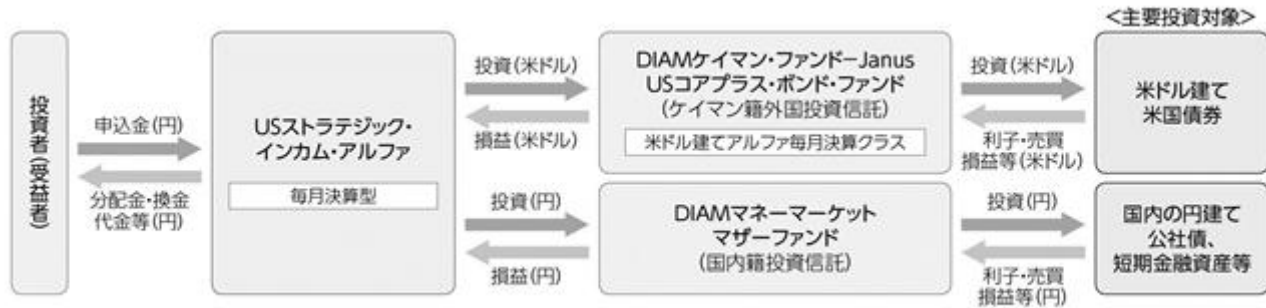 <主要投資対象>
投資者(受益者)
申込金(円)
分配金・換金
代金等(円)
USストラテジック・
インカム・アルファ
毎月決算型
投資(米ドル)
損益(米ドル)
DIAMケイマン・ファンドーJanus
USコアプラス・ボンド・ファンド
(ケイマン籍外国投資信託)
米ドル建てアルファ毎月決算クラス
投資(米ドル)
利子・売買
損益等(米ドル)
米ドル建て
米国債券
投資(円)
損益(円)
DIAMマネーマーケット
マザーファンド
(国内籍投資信託)
投資(円)
利子・売買
損益等(円)
国内の円建て
公社債、
短期金融資産等